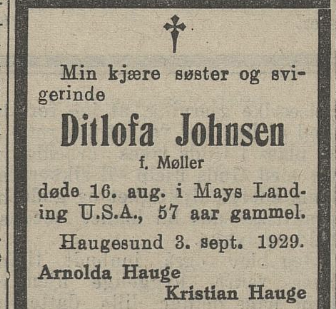 Min kjære søster og svi-
gerinde
Ditlofa Johnsen
f. Møller
døde 16. aug. i Mays Land-
ing U.S.A., 57 aar gammel.
Haugesund 3. sept. 1929.
Arnolda Hauge
Kristian Hauge